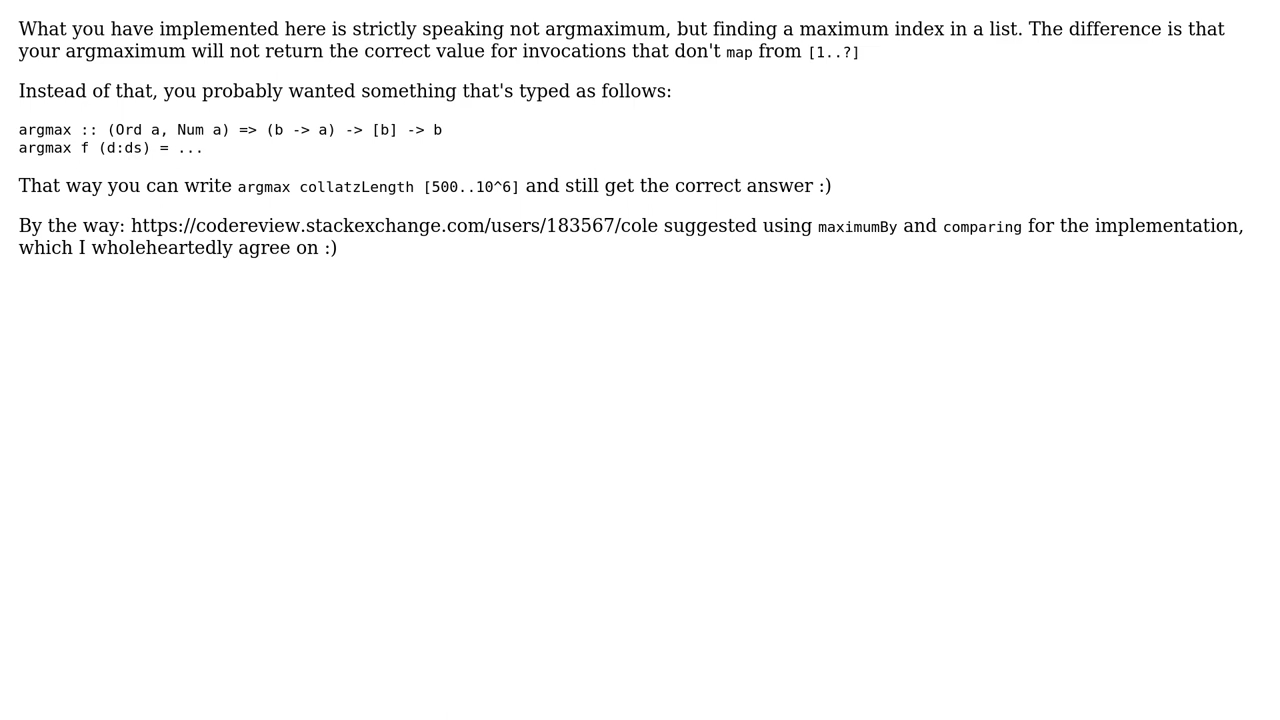 What you have implemented here is strictly speaking not argmaximum, but finding a maximum index in a list. The difference is that
your argmaximum will not return the correct value for invocations that don't map from [1..?]
Instead of that, you probably wanted something that's typed as follows:
argmax :: (Ord a, Num a) => (b -> a) -> [b] -> b
argmax f (d:ds) = ...
That way you can write argmax collatzLength [500..10^6] and still get the correct answer :)
By the way: https://codereview.stackexchange.com/users/183567/cole suggested using maximumBy and comparing for the implementation,
which I wholeheartedly agree on :)